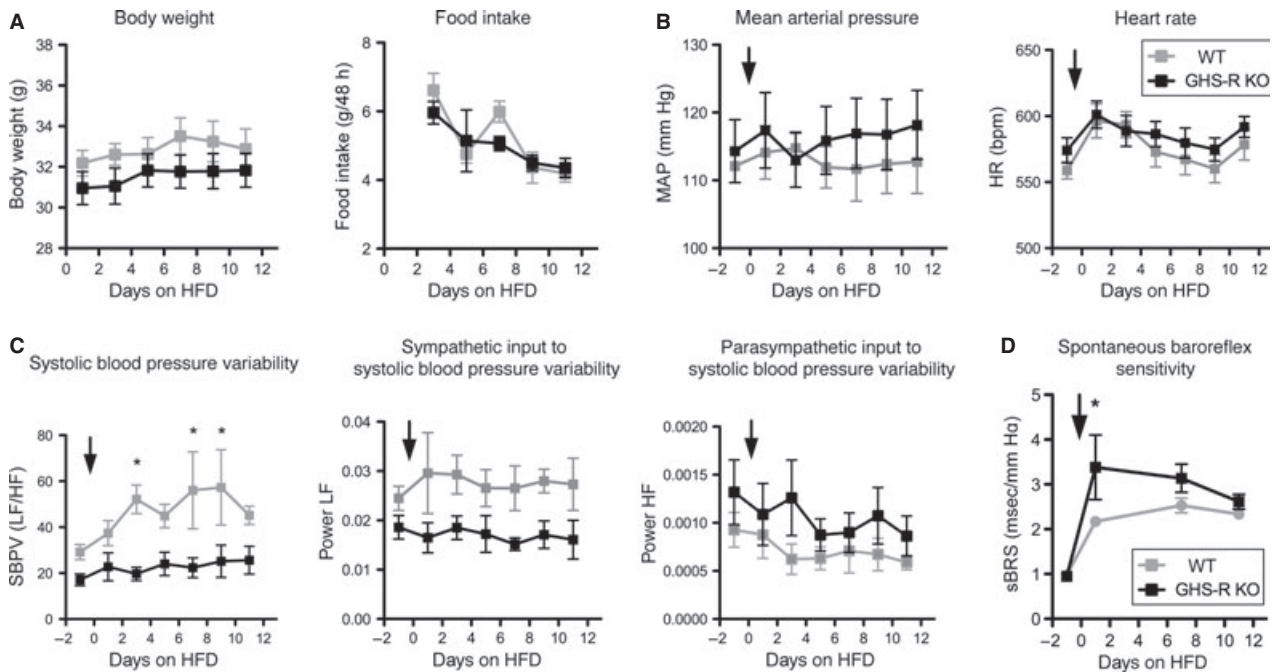 A
Body weight
Body weight (g)
38
36
34
32
30
28
0 2 4 6 8 10 12
Days on HFD
Food intake
Food intake (g/48 h)
8
6
4
2
0 2 4 6 8 10 12
Days on HFD
B
Mean arterial pressure
MAP (mm Hg)
130
120
110
100
−2 0 2 4 6 8 10 12
Days on HFD
Heart rate
HR (bpm)
650
600
550
500
−2 0 2 4 6 8 10 12
Days on HFD
WT
GHS-R KO
C
Systolic blood pressure variability
SBPV (LF/HF)
80
60
40
20
0
* * *
−2 0 2 4 6 8 10 12
Days on HFD
Sympathetic input to
systolic blood pressure variability
Power LF
0.04
0.03
0.02
0.01
0.00
−2 0 2 4 6 8 10 12
Days on HFD
Parasympathetic input to
systolic blood pressure variability
Power HF
0.0020
0.0015
0.0010
0.0005
0.0000
−2 0 2 4 6 8 10 12
Days on HFD
D
Spontaneous baroreflex
sensitivity
sBRS (msec/mm Hg)
5
4
3
2
1
0
*
WT
GHS-R KO
−2 0 2 4 6 8 10 12
Days on HFD